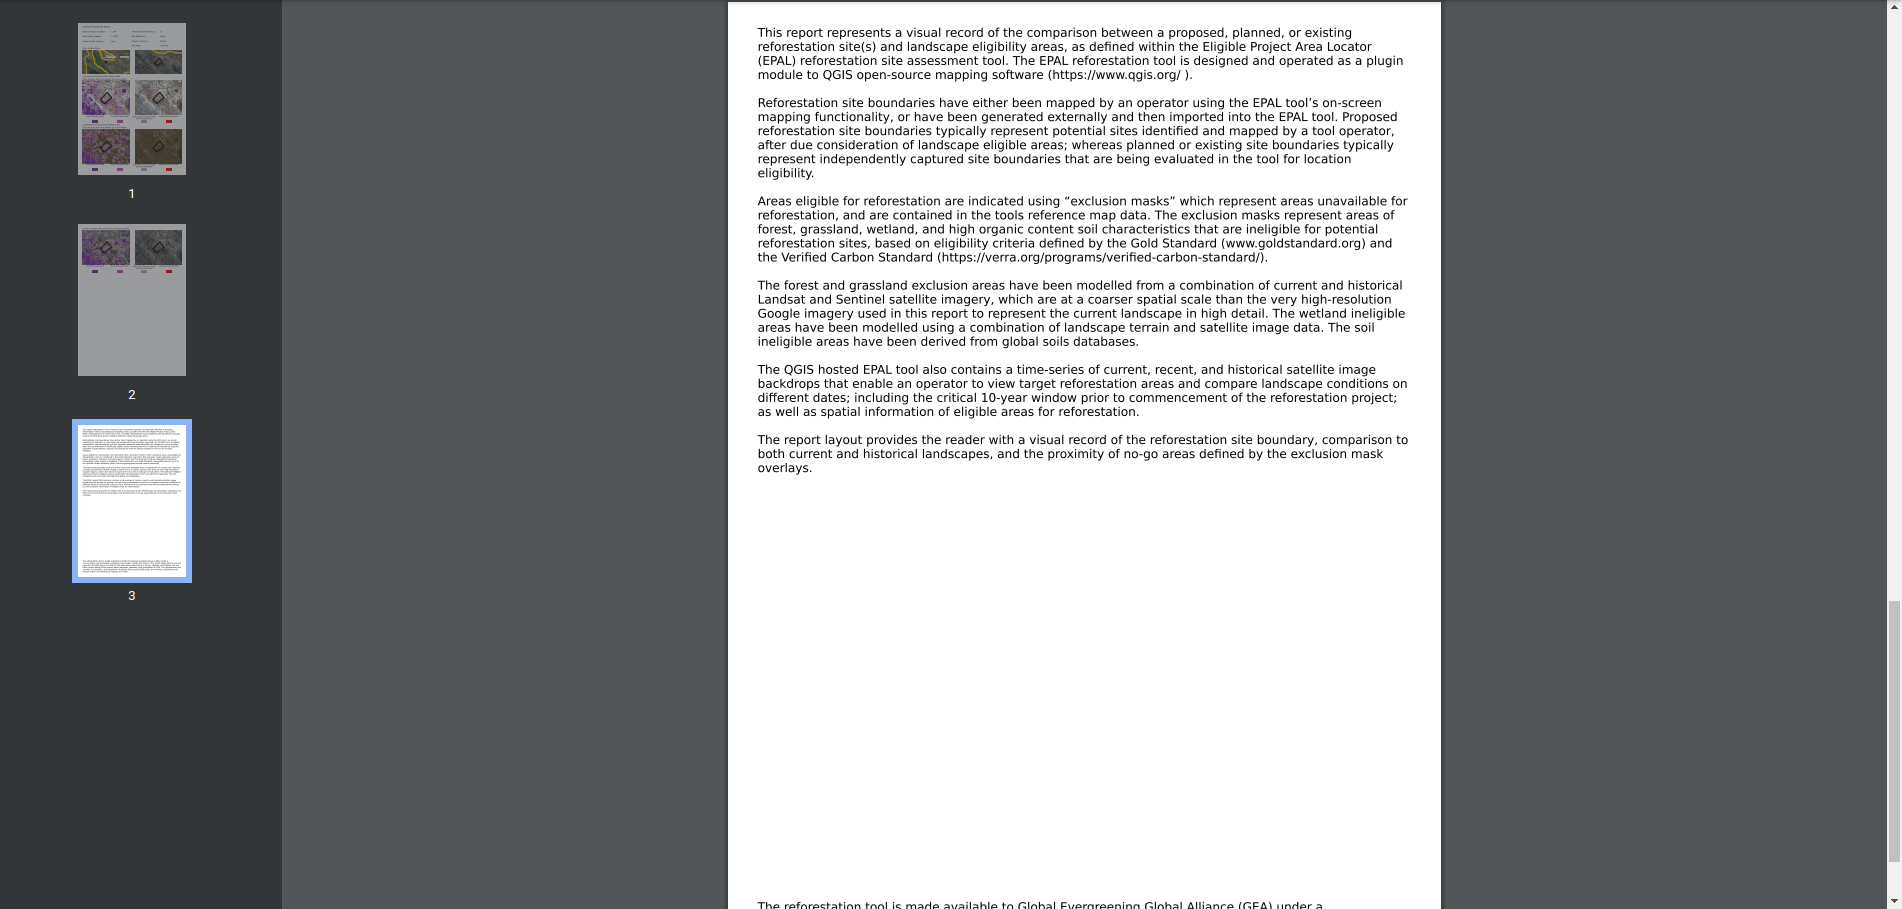 This report represents a visual record of the comparison between a proposed, planned, or existing
reforestation site(s) and landscape eligibility areas, as defined within the Eligible Project Area Locator
(EPAL) reforestation site assessment tool. The EPAL reforestation tool is designed and operated as a plugin
module to QGIS open-source mapping software (https://www.qgis.org/ ).
Reforestation site boundaries have either been mapped by an operator using the EPAL tool’s on-screen
mapping functionality, or have been generated externally and then imported into the EPAL tool. Proposed
reforestation site boundaries typically represent potential sites identified and mapped by a tool operator,
after due consideration of landscape eligible areas; whereas planned or existing site boundaries typically
represent independently captured site boundaries that are being evaluated in the tool for location
eligibility.
Areas eligible for reforestation are indicated using “exclusion masks” which represent areas unavailable for
reforestation, and are contained in the tools reference map data. The exclusion masks represent areas of
forest, grassland, wetland, and high organic content soil characteristics that are ineligible for potential
reforestation sites, based on eligibility criteria defined by the Gold Standard (www.goldstandard.org) and
the Verified Carbon Standard (https://verra.org/programs/verified-carbon-standard/).
The forest and grassland exclusion areas have been modelled from a combination of current and historical
Landsat and Sentinel satellite imagery, which are at a coarser spatial scale than the very high-resolution
Google imagery used in this report to represent the current landscape in high detail. The wetland ineligible
areas have been modelled using a combination of landscape terrain and satellite image data. The soil
ineligible areas have been derived from global soils databases.
The QGIS hosted EPAL tool also contains a time-series of current, recent, and historical satellite image
backdrops that enable an operator to view target reforestation areas and compare landscape conditions on
different dates; including the critical 10-year window prior to commencement of the reforestation project;
as well as spatial information of eligible areas for reforestation.
The report layout provides the reader with a visual record of the reforestation site boundary, comparison to
both current and historical landscapes, and the proximity of no-go areas defined by the exclusion mask
overlays.
The reforestation tool is made available to Global Evergreening Global Alliance (GEA) under a
1
2
3